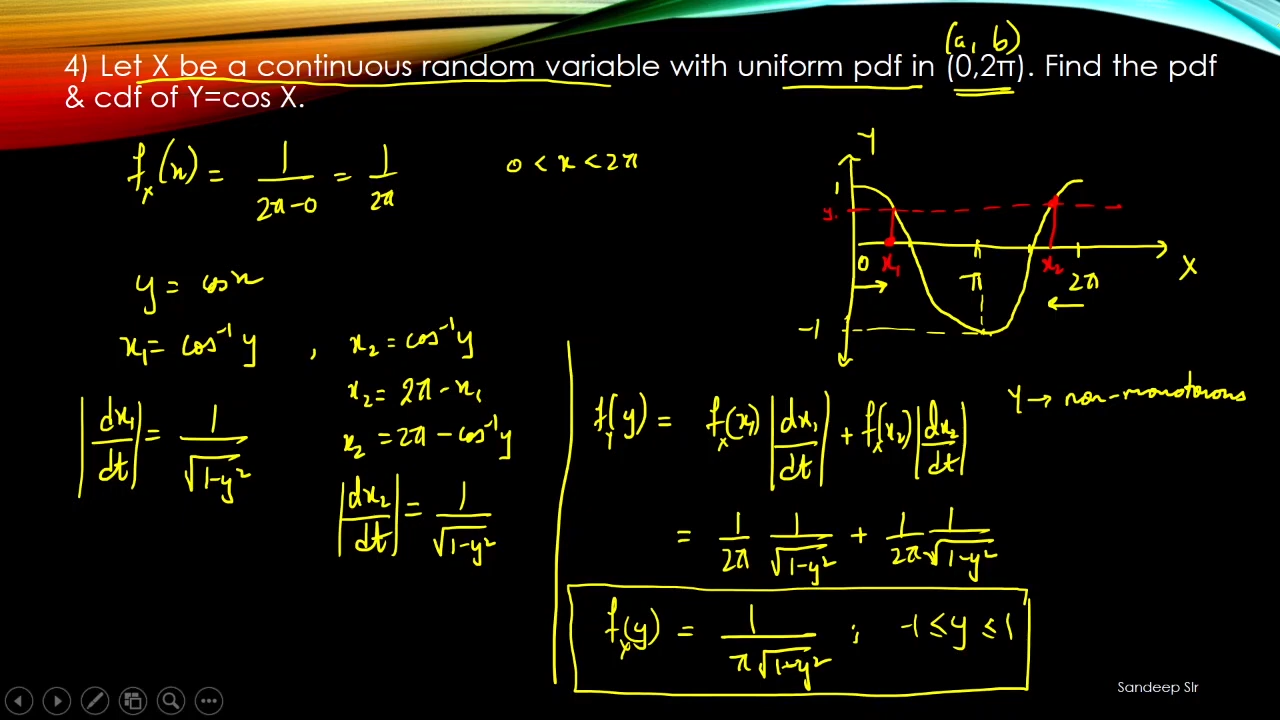 (a, b)
4) Let X be a continuous random variable with uniform pdf in (0,2π). Find the pdf
& cdf of Y=cos X.
f_X(x) = 1/(2π-0) = 1/2π    0 < x < 2π
y = cos x
x₁ = cos⁻¹ y , x₂ = cos⁻¹ y
x₂ = 2π - x₁
x₂ = 2π - cos⁻¹ y
|dx₁/dt| = 1/√(1-y²)
|dx₂/dt| = 1/√(1-y²)
Y
1
y.
0 x₁ π x₂ 2π X
-1
Y → non-monotonous
f_Y(y) = f_X(x₁) |dx₁/dt| + f_X(x₂) |dx₂/dt|
= 1/2π 1/√(1-y²) + 1/2π 1/√(1-y²)
f_X(y) = 1/π√(1-y²) ; -1 ≤ y ≤ 1
Sandeep SIr